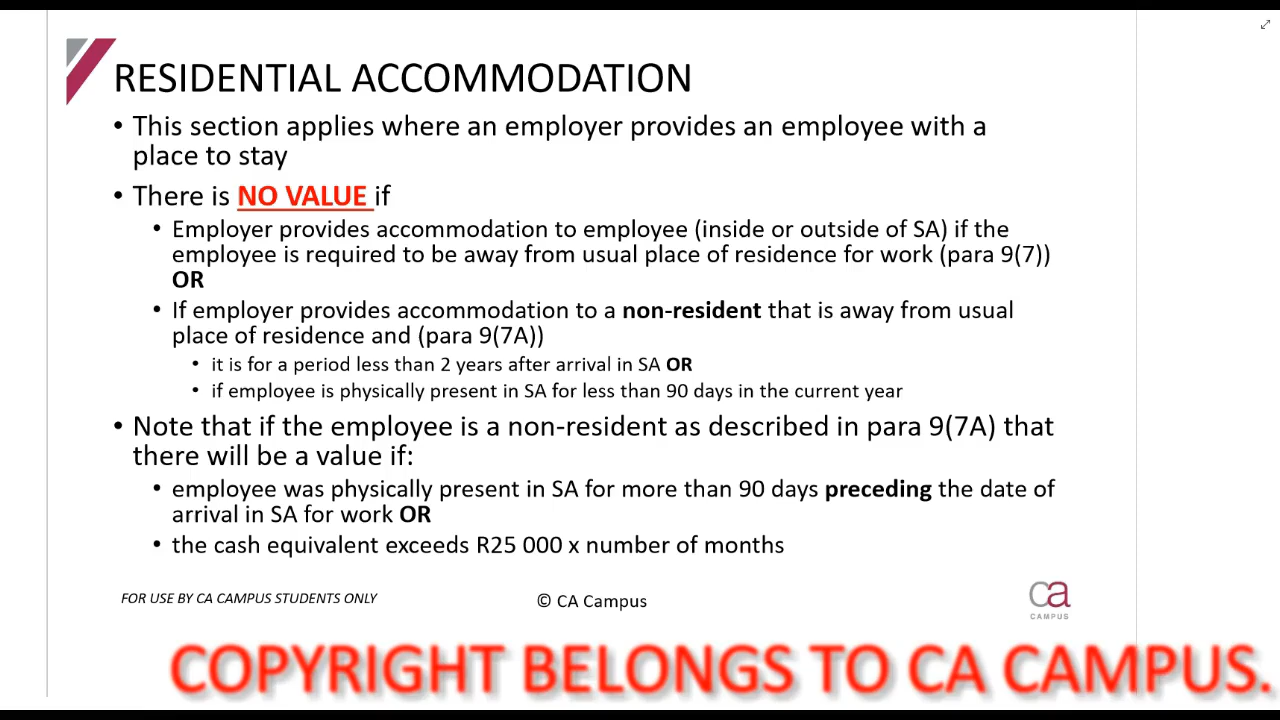 RESIDENTIAL ACCOMMODATION
• This section applies where an employer provides an employee with a
place to stay
• There is NO VALUE if
• Employer provides accommodation to employee (inside or outside of SA) if the
employee is required to be away from usual place of residence for work (para 9(7))
OR
• If employer provides accommodation to a non-resident that is away from usual
place of residence and (para 9(7A))
• it is for a period less than 2 years after arrival in SA OR
• if employee is physically present in SA for less than 90 days in the current year
• Note that if the employee is a non-resident as described in para 9(7A) that
there will be a value if:
• employee was physically present in SA for more than 90 days preceding the date of
arrival in SA for work OR
• the cash equivalent exceeds R25 000 x number of months
FOR USE BY CA CAMPUS STUDENTS ONLY
© CA Campus
ca
CAMPUS
COPYRIGHT BELONGS TO CA CAMPUS.